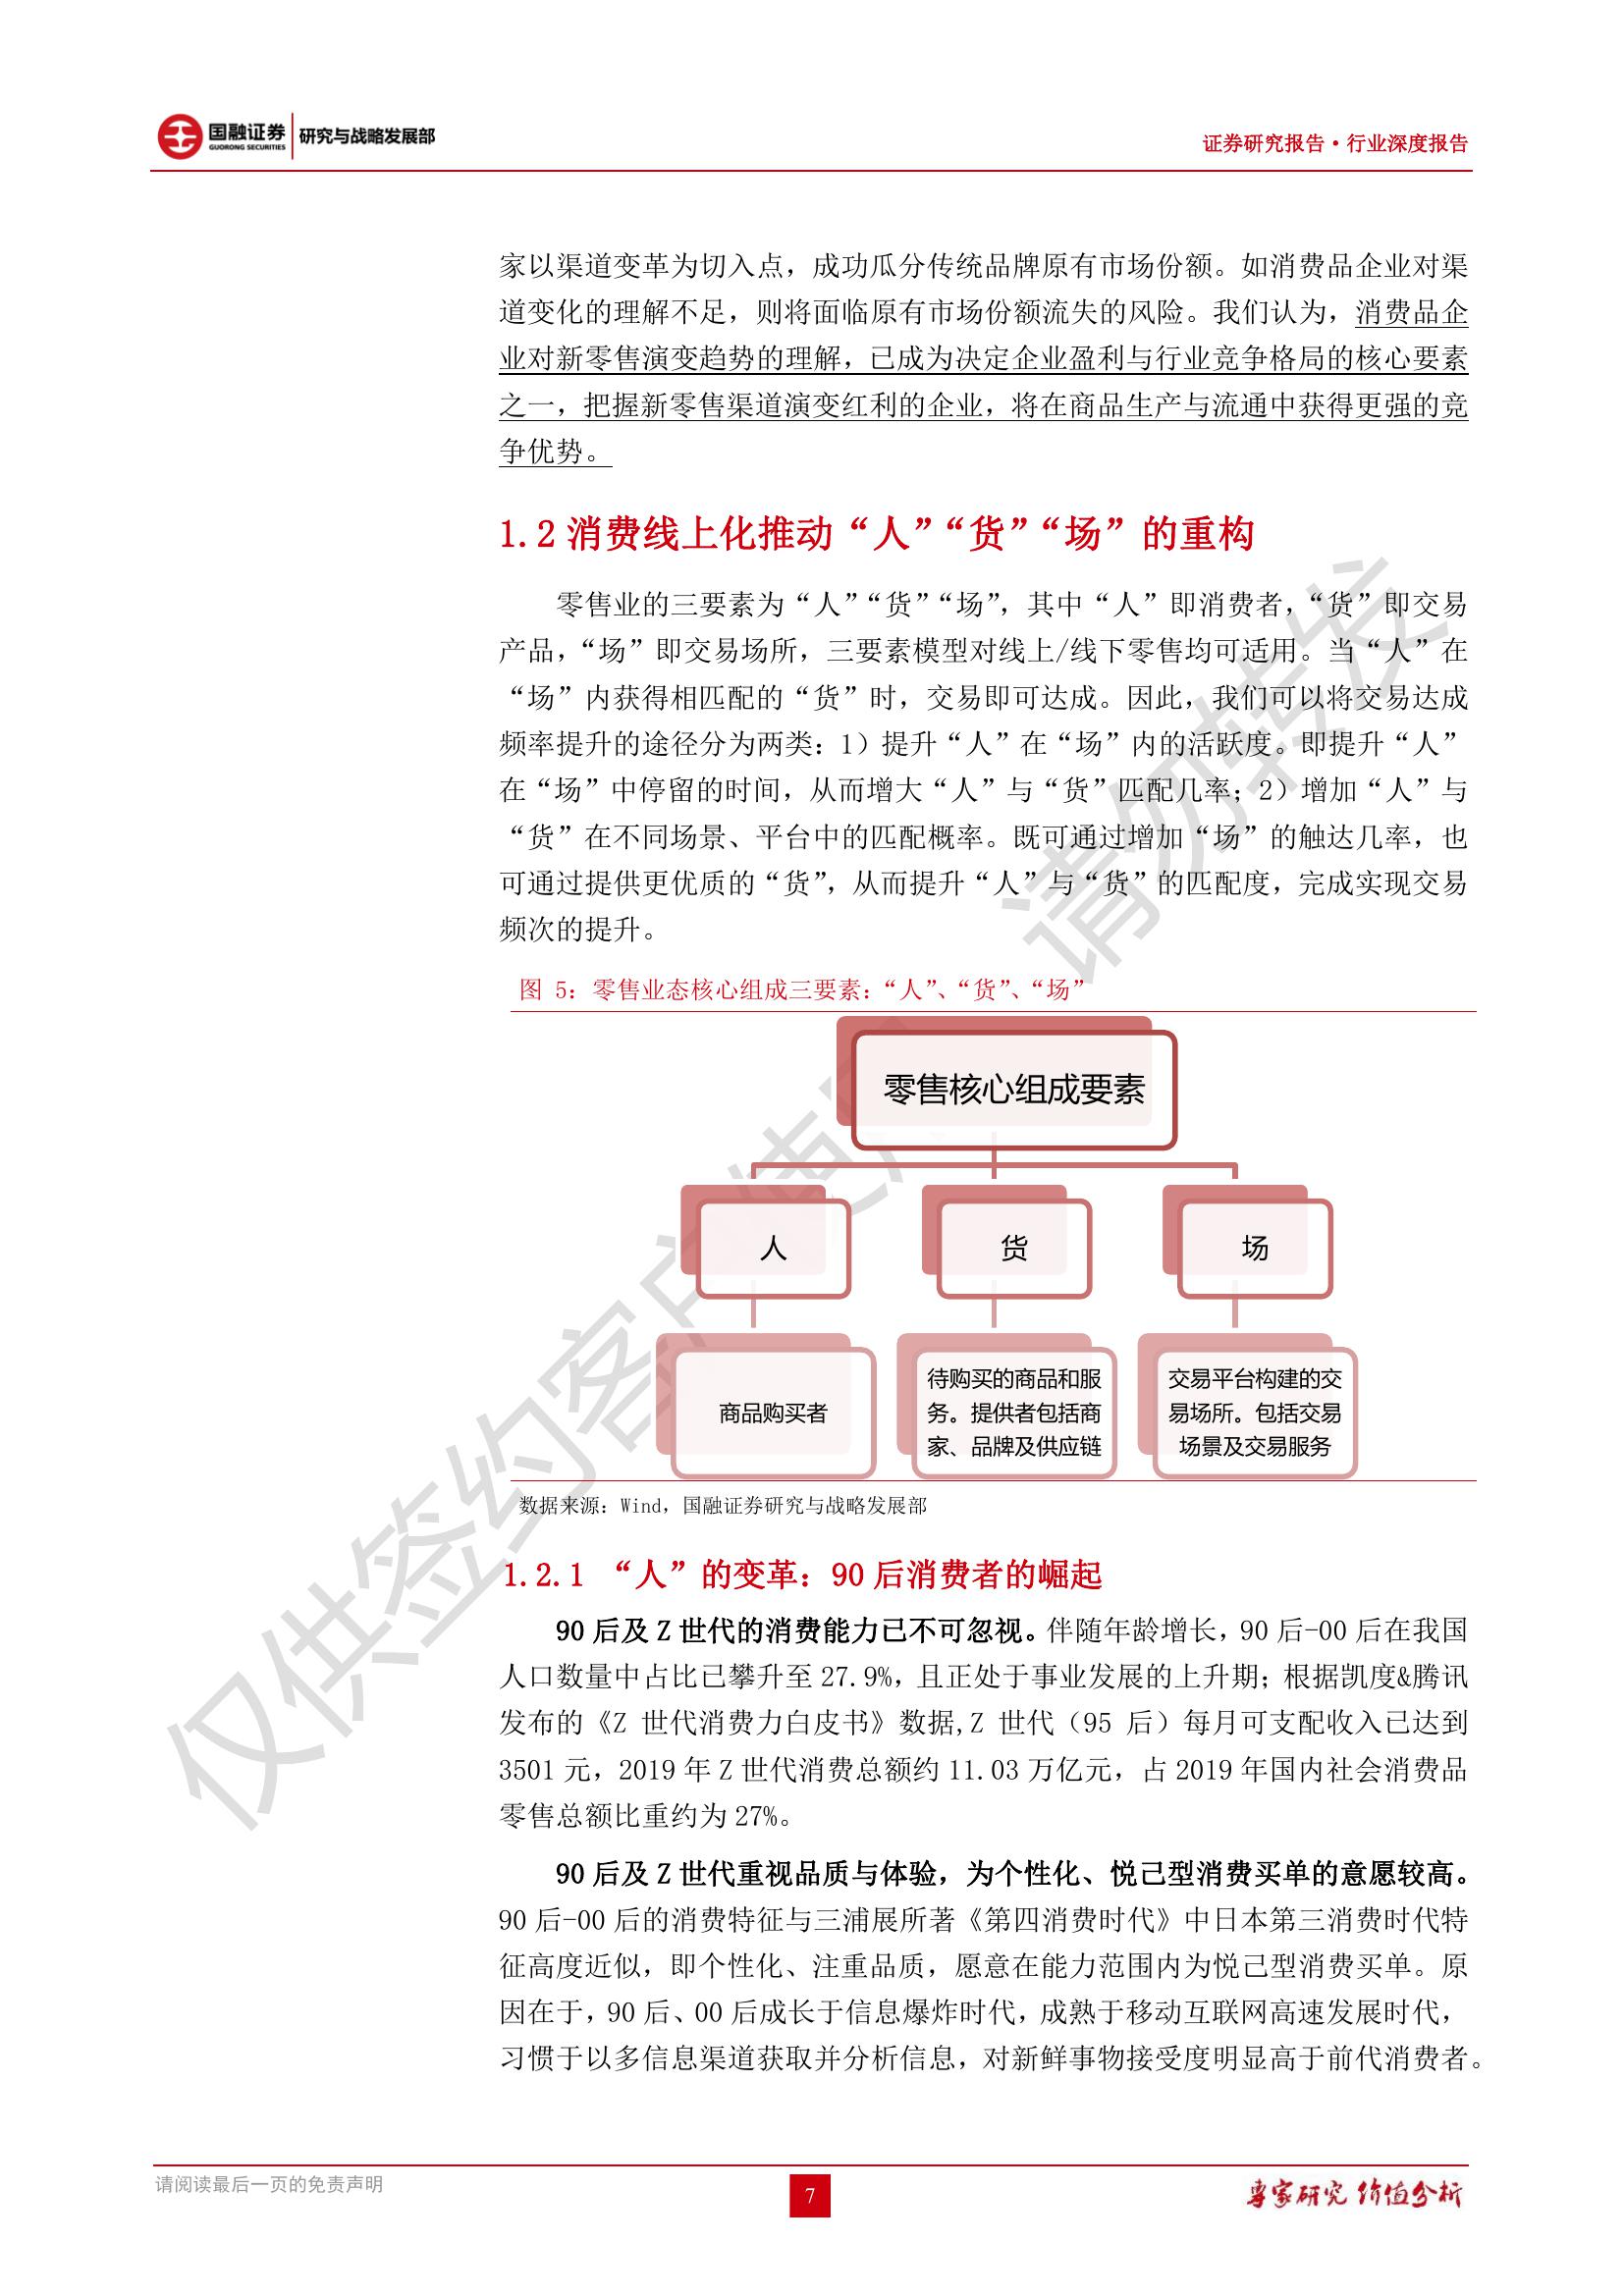 国融证券
GUORONG SECURITIES
研究与战略发展部
证券研究报告·行业深度报告
家以渠道变革为切入点，成功瓜分传统品牌原有市场份额。如消费品企业对渠
道变化的理解不足，则将面临原有市场份额流失的风险。我们认为，消费品企
业对新零售演变趋势的理解，已成为决定企业盈利与行业竞争格局的核心要素
之一，把握新零售渠道演变红利的企业，将在商品生产与流通中获得更强的竞
争优势。
1.2 消费线上化推动“人”“货”“场”的重构
零售业的三要素为“人”“货”“场”，其中“人”即消费者，“货”即交易
产品，“场”即交易场所，三要素模型对线上/线下零售均可适用。当“人”在
“场”内获得相匹配的“货”时，交易即可达成。因此，我们可以将交易达成
频率提升的途径分为两类：1）提升“人”在“场”内的活跃度。即提升“人”
在“场”中停留的时间，从而增大“人”与“货”匹配几率；2）增加“人”与
“货”在不同场景、平台中的匹配概率。既可通过增加“场”的触达几率，也
可通过提供更优质的“货”，从而提升“人”与“货”的匹配度，完成实现交易
频次的提升。
图 5：零售业态核心组成三要素：“人”、“货”、“场”
零售核心组成要素
人
货
场
商品购买者
待购买的商品和服
务。提供者包括商
家、品牌及供应链
交易平台构建的交
易场所。包括交易
场景及交易服务
数据来源：Wind，国融证券研究与战略发展部
1.2.1 “人”的变革：90 后消费者的崛起
90 后及 Z 世代的消费能力已不可忽视。伴随年龄增长，90 后-00 后在我国
人口数量中占比已攀升至 27.9%，且正处于事业发展的上升期；根据凯度&腾讯
发布的《Z 世代消费力白皮书》数据,Z 世代（95 后）每月可支配收入已达到
3501 元，2019 年 Z 世代消费总额约 11.03 万亿元，占 2019 年国内社会消费品
零售总额比重约为 27%。
90 后及 Z 世代重视品质与体验，为个性化、悦己型消费买单的意愿较高。
90 后-00 后的消费特征与三浦展所著《第四消费时代》中日本第三消费时代特
征高度近似，即个性化、注重品质，愿意在能力范围内为悦己型消费买单。原
因在于，90 后、00 后成长于信息爆炸时代，成熟于移动互联网高速发展时代，
习惯于以多信息渠道获取并分析信息，对新鲜事物接受度明显高于前代消费者。
请阅读最后一页的免责声明
7
专家研究 价值分析
仅供签约客户使
请勿转发